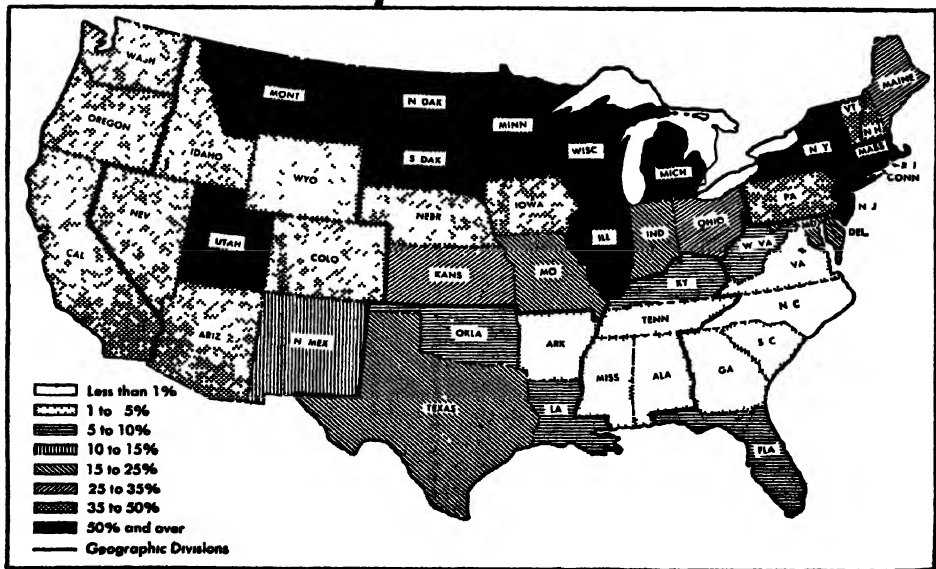 WASH
MONT
N DAK
MINN
OREGON
IDAHO
S DAK
WISC
MICH
VT
N H
MAINE
N Y
MASS
R I
CONN
WYO
NEBR
IOWA
PA
N J
NEV
UTAH
COLO
ILL
IND
OHIO
W VA
MD
DEL.
CAL
KANS
MO
KY
VA
ARIZ
N MEX
OKLA
ARK
TENN
N C
S C
TEXAS
LA
MISS
ALA
GA
FLA
Less than 1%
1 to 5%
5 to 10%
10 to 15%
15 to 25%
25 to 35%
35 to 50%
50% and over
Geographic Divisions